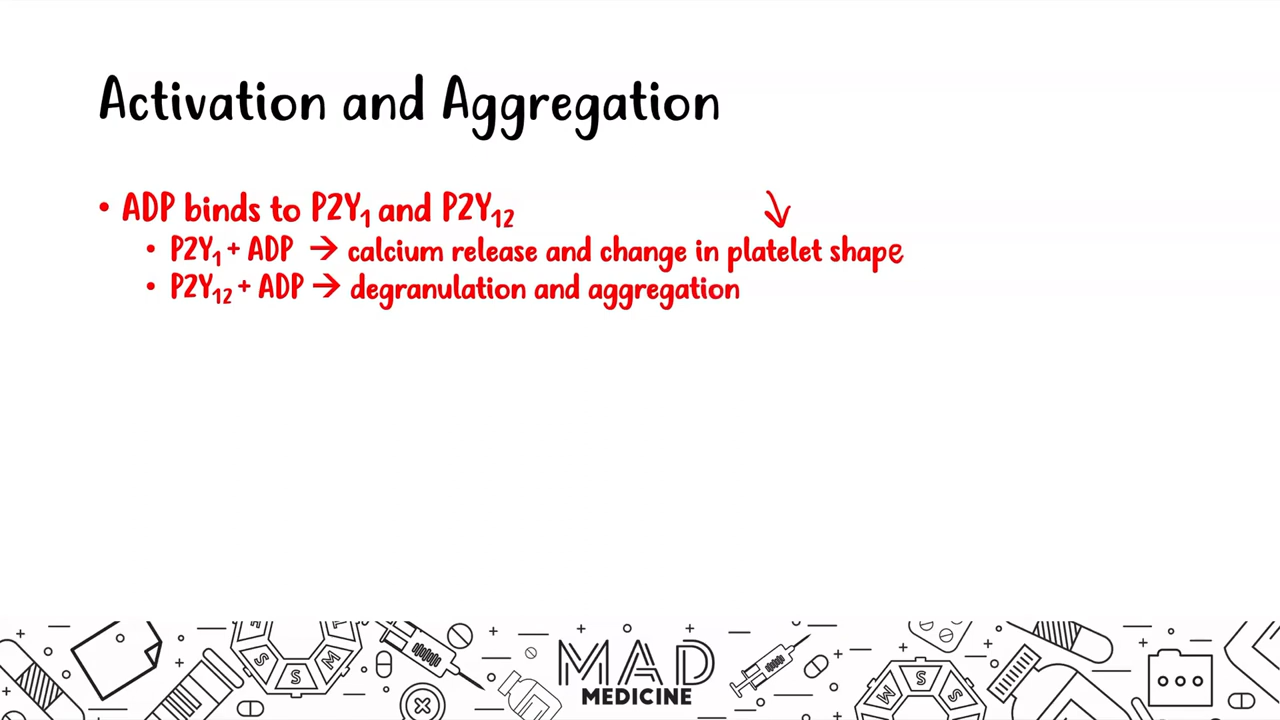 Activation and Aggregation
• ADP binds to P2Y₁ and P2Y₁₂
• P2Y₁ + ADP → calcium release and change in platelet shape
• P2Y₁₂ + ADP → degranulation and aggregation
S S M
M S S
MAD
MEDICINE